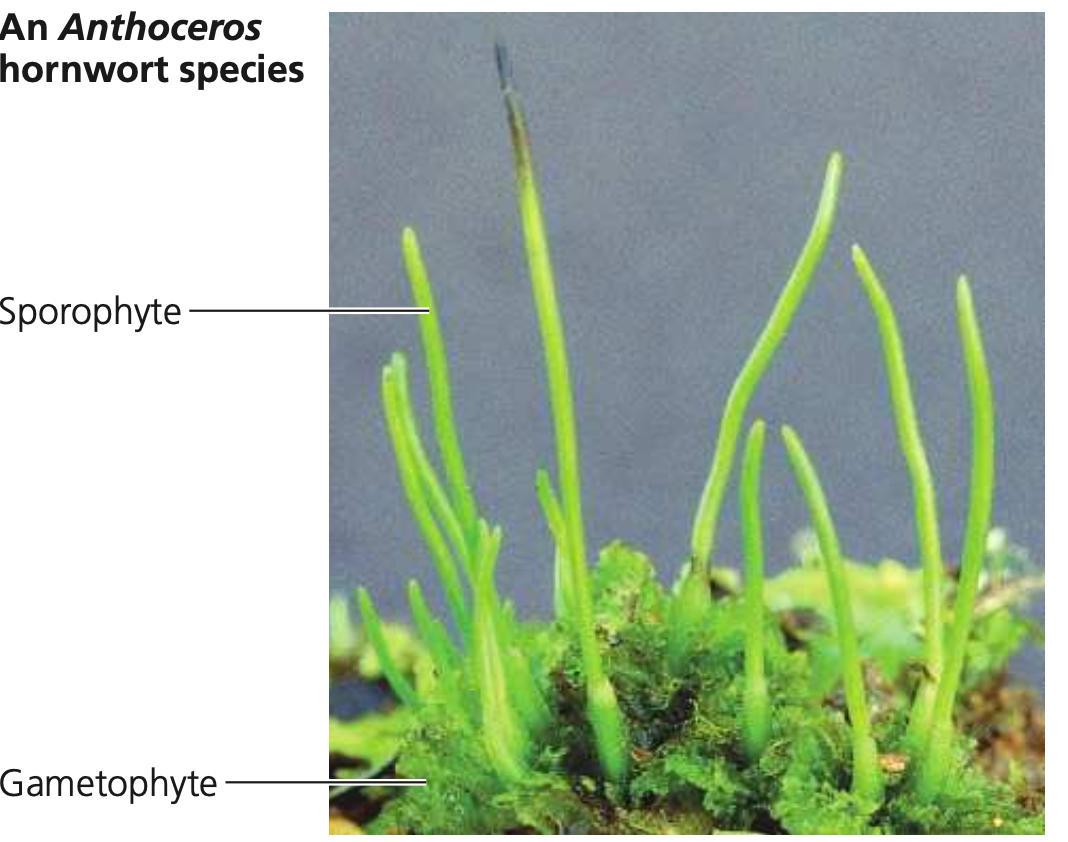 An Anthoceros
hornwort species
Sporophyte
Gametophyte